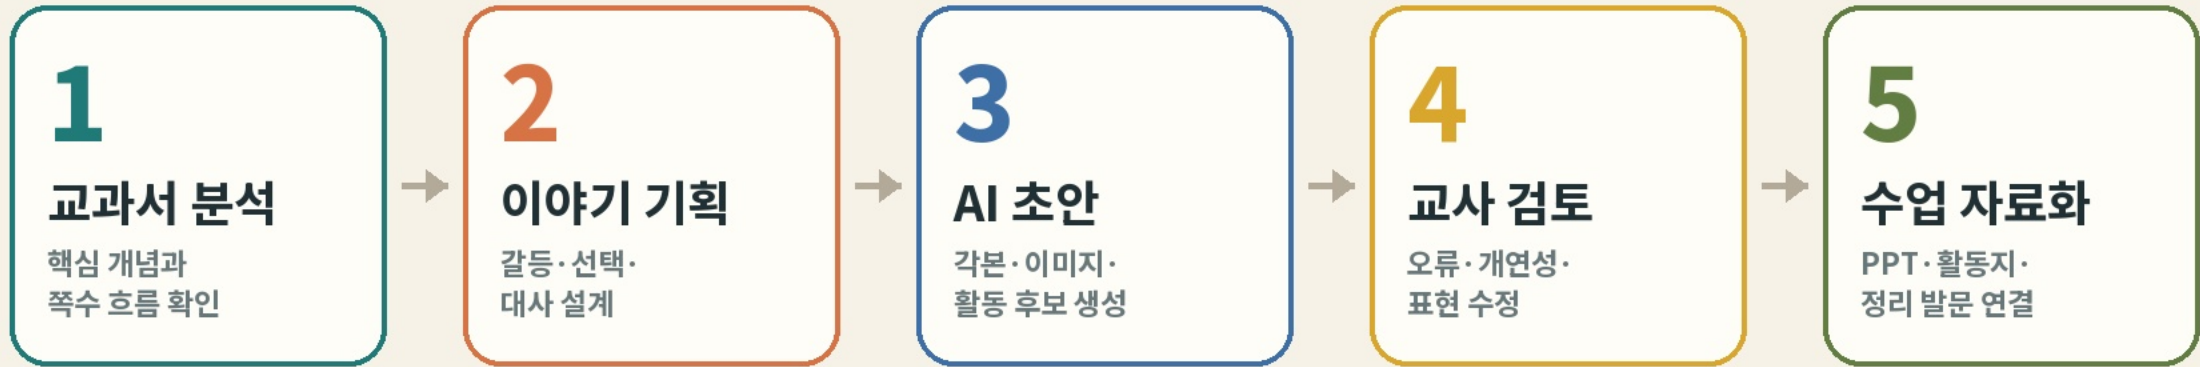 1
교과서 분석
핵심 개념과
쪽수 흐름 확인
2
이야기 기획
갈등·선택·
대사 설계
3
AI 초안
각본·이미지·
활동 후보 생성
4
교사 검토
오류·개연성·
표현 수정
5
수업 자료화
PPT·활동지·
정리 발문 연결